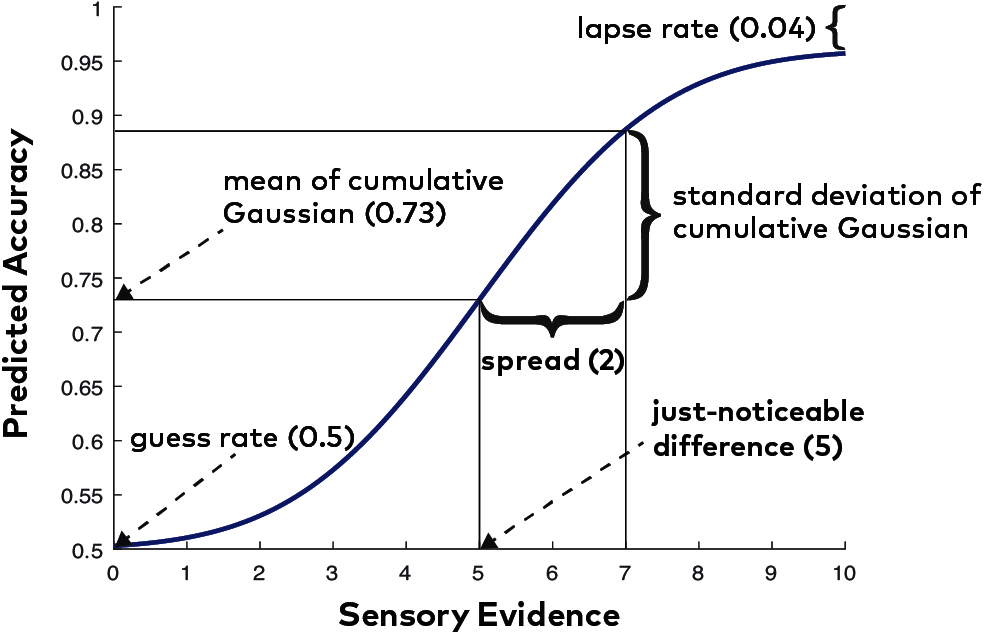 1
lapse rate (0.04)
0.95
0.9
0.85
mean of cumulative
Gaussian (0.73)
standard deviation of
cumulative Gaussian
0.8
0.75
0.7
spread (2)
0.65
just-noticeable
difference (5)
0.6
guess rate (0.5)
0.55
0.5
Predicted Accuracy
0 1 2 3 4 5 6 7 8 9 10
Sensory Evidence